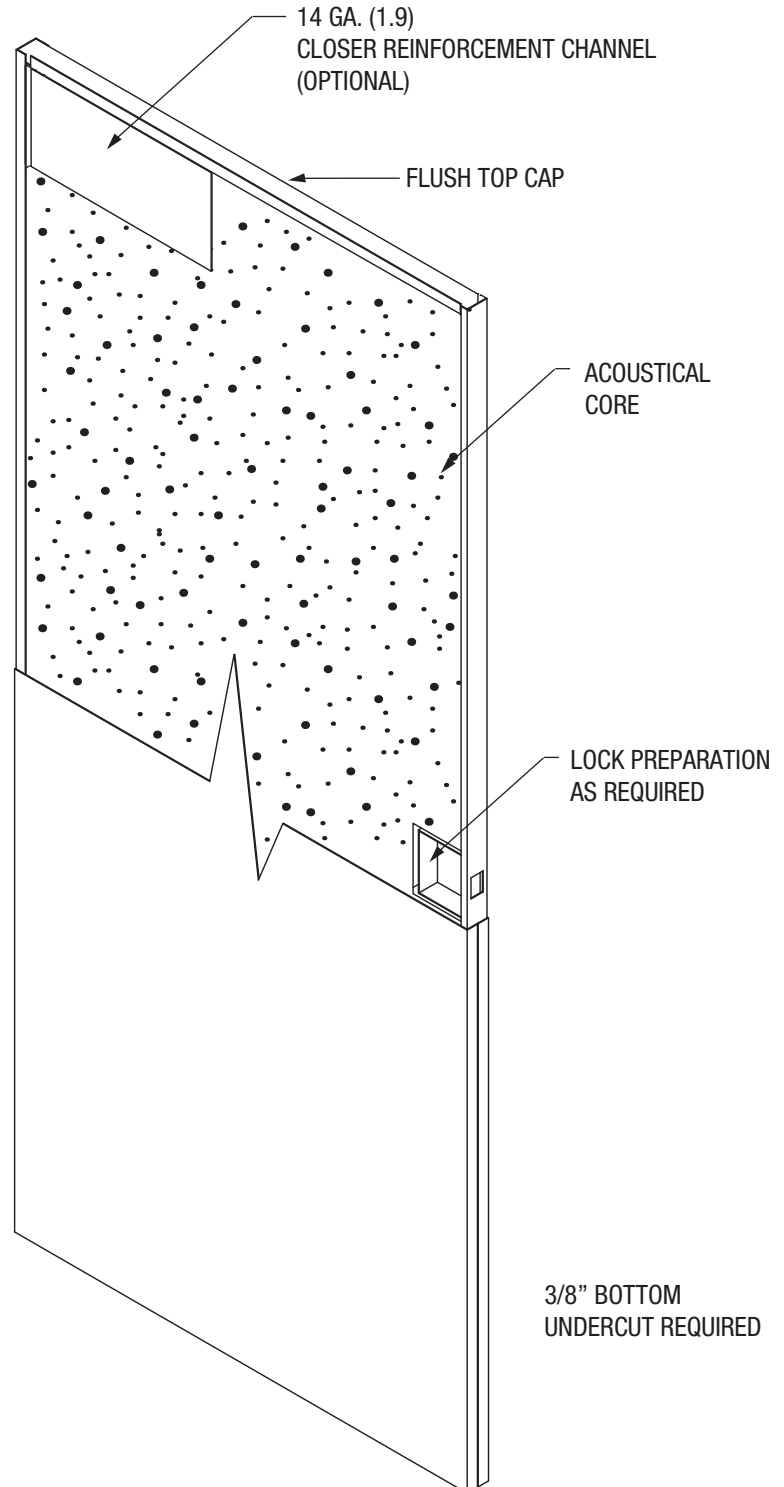 14 GA. (1.9)
CLOSER REINFORCEMENT CHANNEL
(OPTIONAL)
FLUSH TOP CAP
ACOUSTICAL
CORE
LOCK PREPARATION
AS REQUIRED
3/8” BOTTOM
UNDERCUT REQUIRED